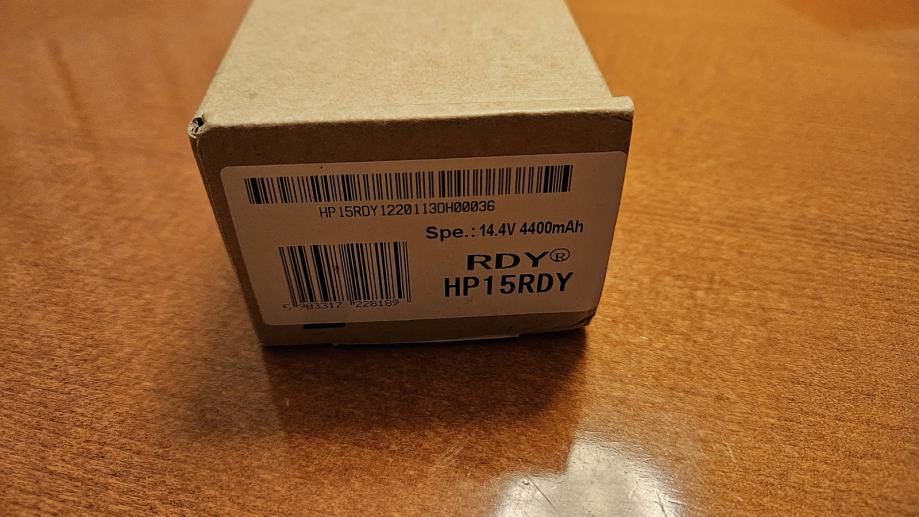 HP15RDY1220113DH00036
Spe.: 14.4V 4400mAh
RDY®
HP15RDY
5 903317 228189